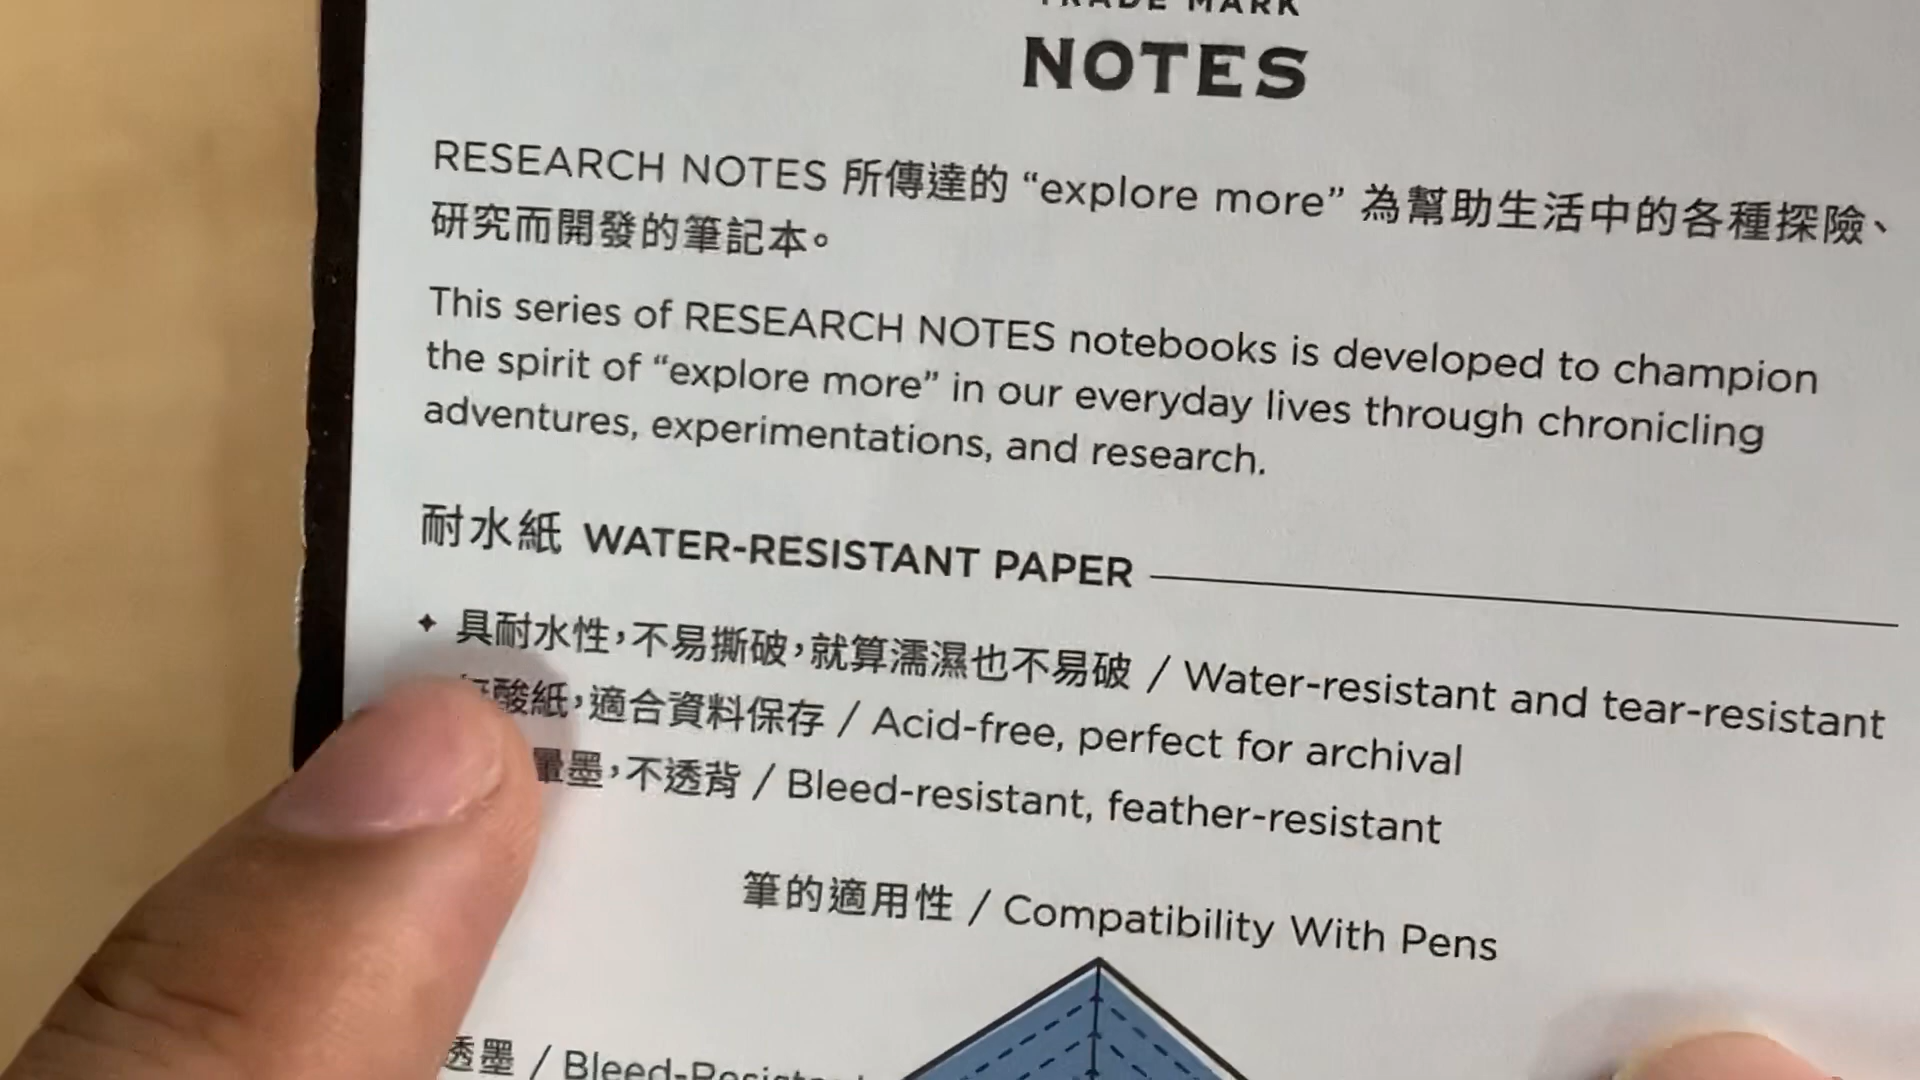 TRADE MARK
NOTES
RESEARCH NOTES 所傳達的 “explore more” 為幫助生活中的各種探險、
研究而開發的筆記本。
This series of RESEARCH NOTES notebooks is developed to champion
the spirit of “explore more” in our everyday lives through chronicling
adventures, experimentations, and research.
耐水紙 WATER-RESISTANT PAPER
✦ 具耐水性，不易撕破，就算濡濕也不易破 / Water-resistant and tear-resistant
酸紙，適合資料保存 / Acid-free, perfect for archival
暈墨，不透背 / Bleed-resistant, feather-resistant
筆的適用性 / Compatibility With Pens
透墨 / Bleed-Resistant